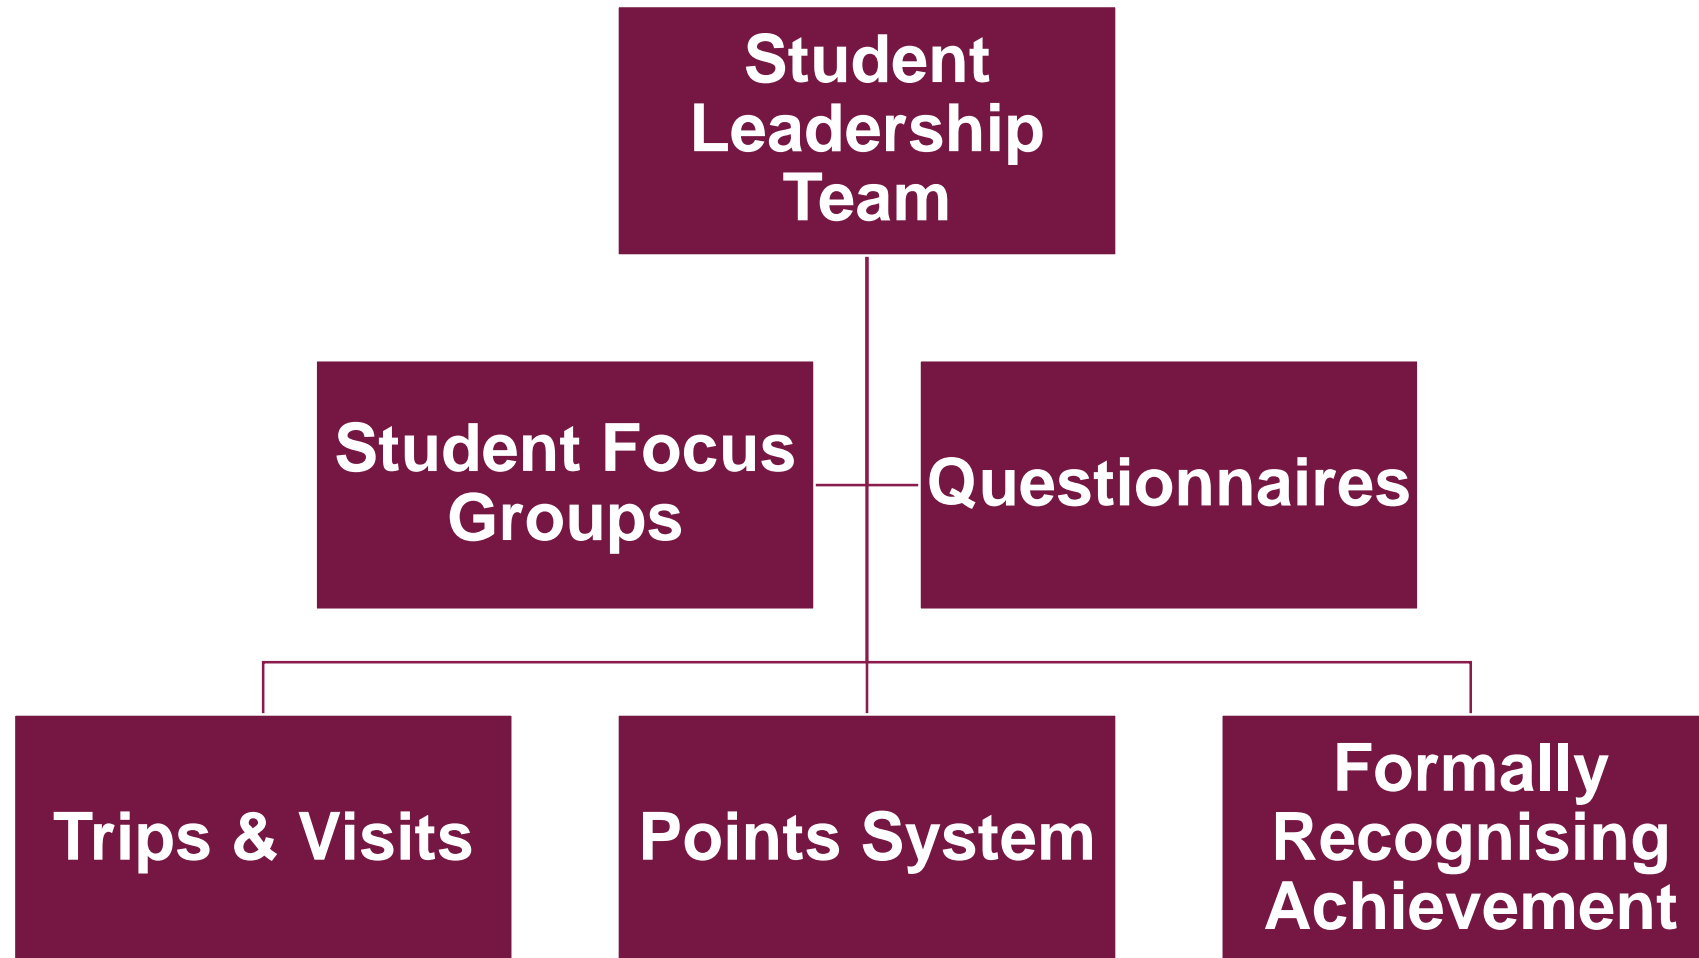 Student
Leadership
Team
Student Focus
Groups
Questionnaires
Trips & Visits
Points System
Formally
Recognising
Achievement